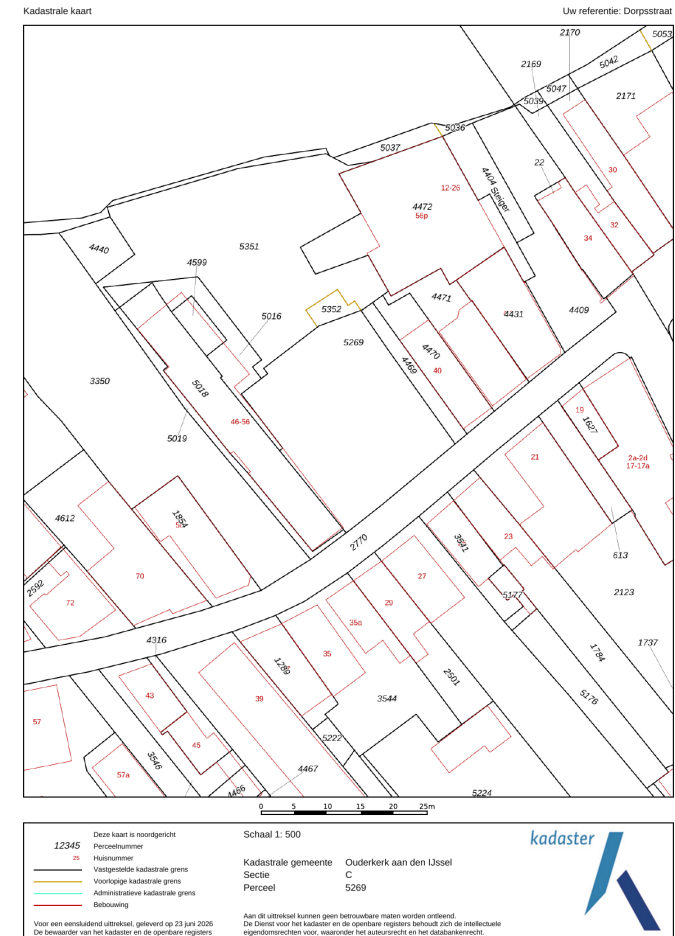 Kadastrale kaart
Uw referentie: Dorpsstraat
2170
5053
2169
5042
5047
5039
2171
5036
5037
22
30
4404 Steiger
12-26
4472
56p
32
34
4440
5351
4599
5352
4471
5016
4431
4409
5269
4470
4469
40
3350
5018
19
1627
46-56
5019
21
2a-2d
17-17a
4612
1854
3541
23
2770
613
70
27
2592
72
5177
2123
29
35a
4316
35
1784
1737
1289
2501
43
39
3544
5176
57
45
5222
3546
57a
4467
4466
5224
0 5 10 15 20 25m
Deze kaart is noordgericht
12345 Perceelnummer
25 Huisnummer
Vastgestelde kadastrale grens
Voorlopige kadastrale grens
Administratieve kadastrale grens
Bebouwing
Voor een eensluidend uittreksel, geleverd op 23 juni 2026
De bewaarder van het kadaster en de openbare registers
Schaal 1: 500
Kadastrale gemeente Ouderkerk aan den IJssel
Sectie C
Perceel 5269
Aan dit uittreksel kunnen geen betrouwbare maten worden ontleend.
De Dienst voor het kadaster en de openbare registers behoudt zich de intellectuele
eigendomsrechten voor, waaronder het auteursrecht en het databankenrecht.
kadaster